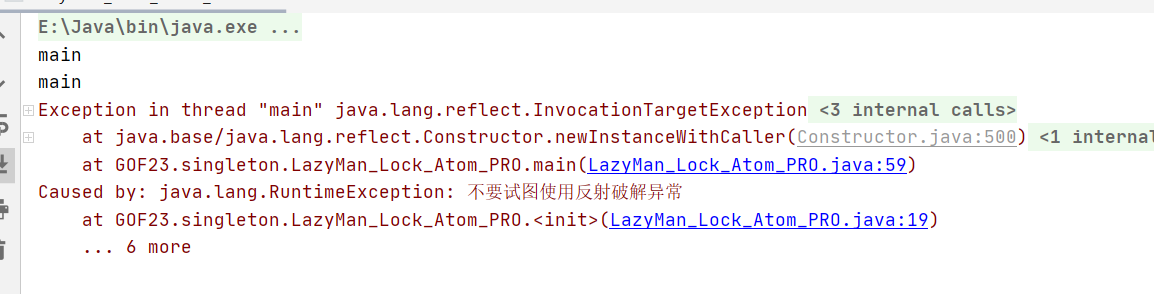 E:\Java\bin\java.exe ...
main
main
Exception in thread "main" java.lang.reflect.InvocationTargetException <3 internal calls>
at java.base/java.lang.reflect.Constructor.newInstanceWithCaller(Constructor.java:500) <1 internal
at GOF23.singleton.LazyMan_Lock_Atom_PRO.main(LazyMan_Lock_Atom_PRO.java:59)
Caused by: java.lang.RuntimeException: 不要试图使用反射破解异常
at GOF23.singleton.LazyMan_Lock_Atom_PRO.<init>(LazyMan_Lock_Atom_PRO.java:19)
... 6 more